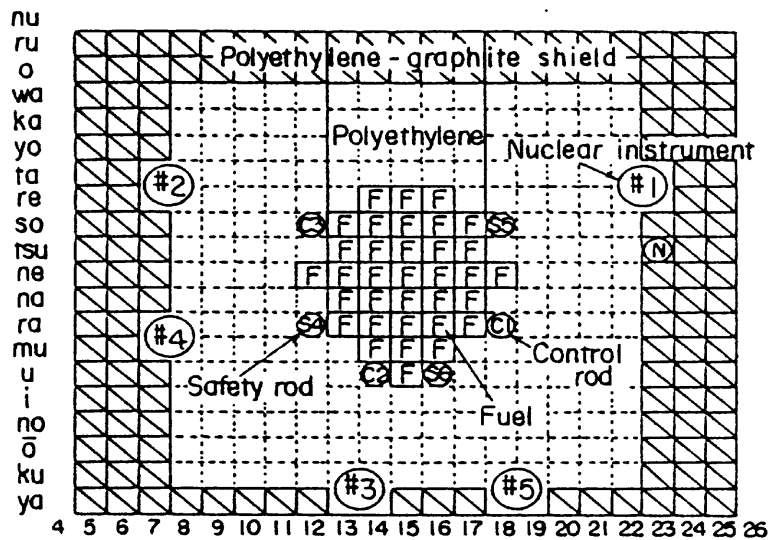 nu
ru
o Polyethylene-graphite shield
wa
ka
Polyethylene
yo Nuclear instrument
ta #2 #1
re F F F
so C3 F F F F F S5
tsu F F F F F N
ne F F F F F F F
na F F F F F
ra #4 S4 F F F F F C1
mu F F F Control rod
u Safety rod C2 F S6
i Fuel
no
ō
ku #3 #5
ya
4 5 6 7 8 9 10 11 12 13 14 15 16 17 18 19 20 21 22 23 25 26